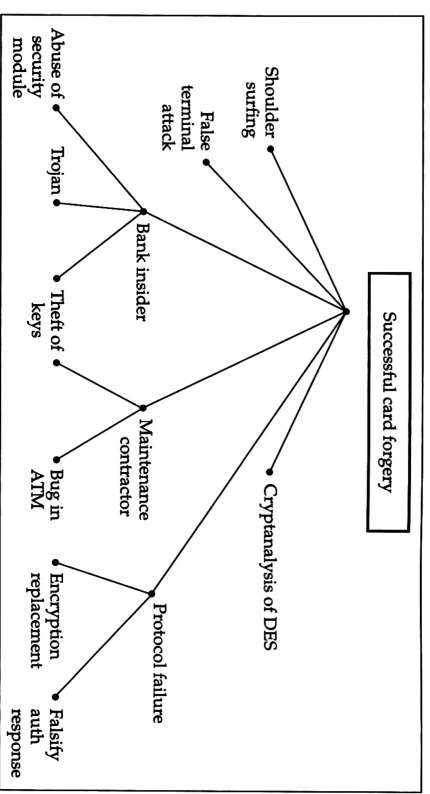 Successful card forgery
Shoulder
surfing
False
terminal
attack
Cryptanalysis of DES
Bank insider
Maintenance
contractor
Protocol failure
Abuse of
security
module
Trojan
Theft of
keys
Bug in
ATM
Encryption
replacement
Falsify
auth
response